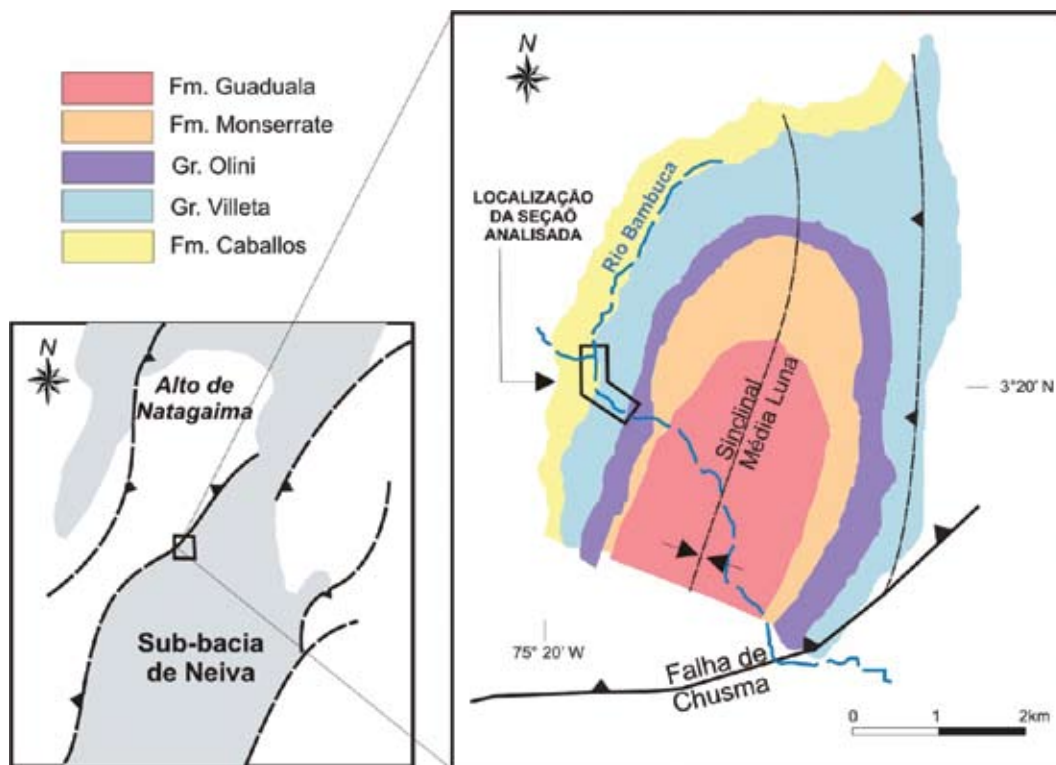 Fm. Guaduala
Fm. Monserrate
Gr. Olini
Gr. Villeta
Fm. Caballos
N
Alto de
Natagaima
Sub-bacia
de Neiva
N
LOCALIZAÇÃO
DA SEÇAÕ
ANALISADA
Rio Bambuca
Sinclinal
Média Luna
3°20' N
75° 20' W
Falha de
Chusma
0 1 2km